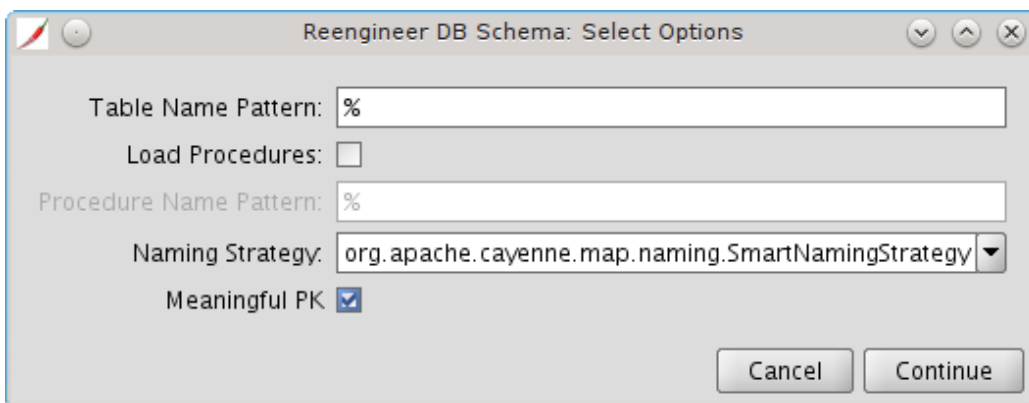 Reengineer DB Schema: Select Options
Table Name Pattern: %
Load Procedures:
Procedure Name Pattern: %
Naming Strategy: org.apache.cayenne.map.naming.SmartNamingStrategy
Meaningful PK
Cancel Continue